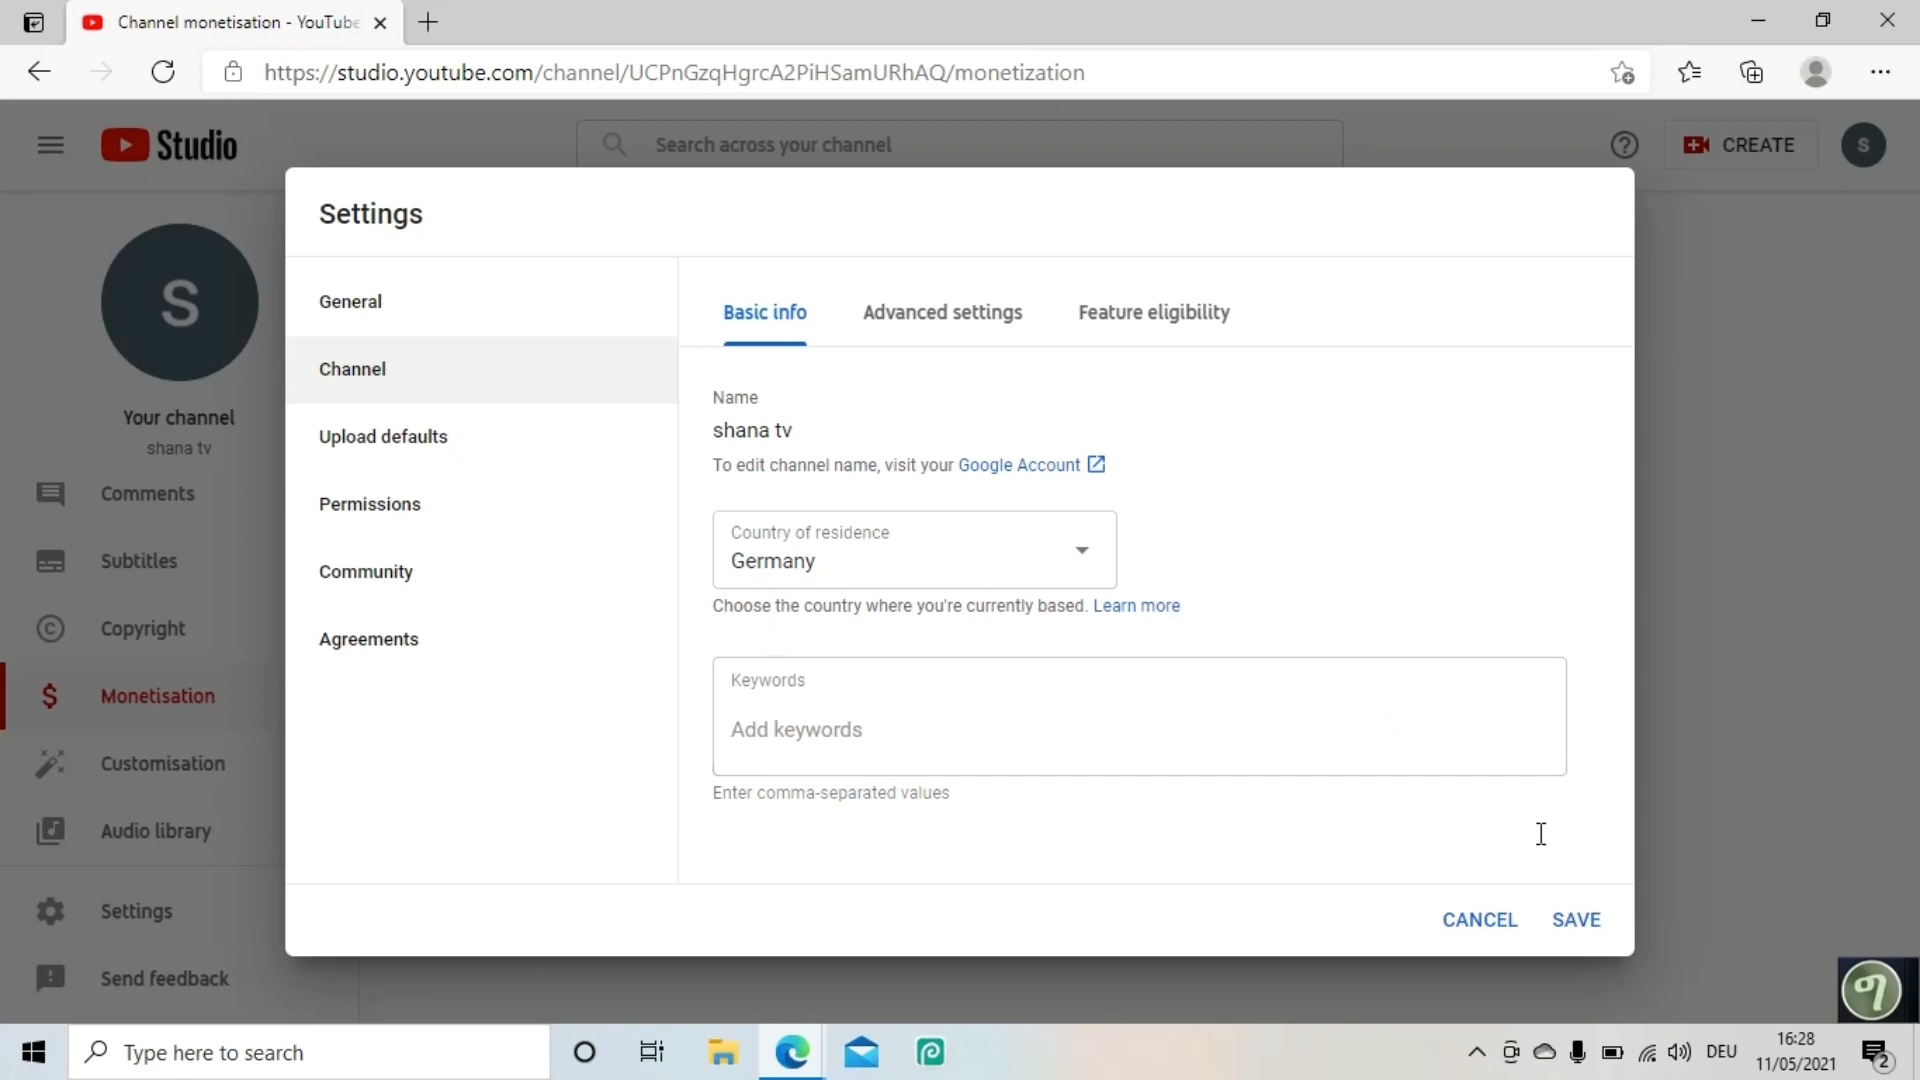 Channel monetisation - YouTube
https://studio.youtube.com/channel/UCPnGzqHgrcA2PiHSamURhAQ/monetization
Studio
Search across your channel
CREATE
S
S
Your channel
shana tv
Comments
Subtitles
Copyright
Monetisation
Customisation
Audio library
Settings
Send feedback
Settings
General
Channel
Upload defaults
Permissions
Community
Agreements
Basic info
Advanced settings
Feature eligibility
Name
shana tv
To edit channel name, visit your Google Account
Country of residence
Germany
Choose the country where you're currently based. Learn more
Keywords
Add keywords
Enter comma-separated values
CANCEL
SAVE
Type here to search
DEU
16:28
11/05/2021
2